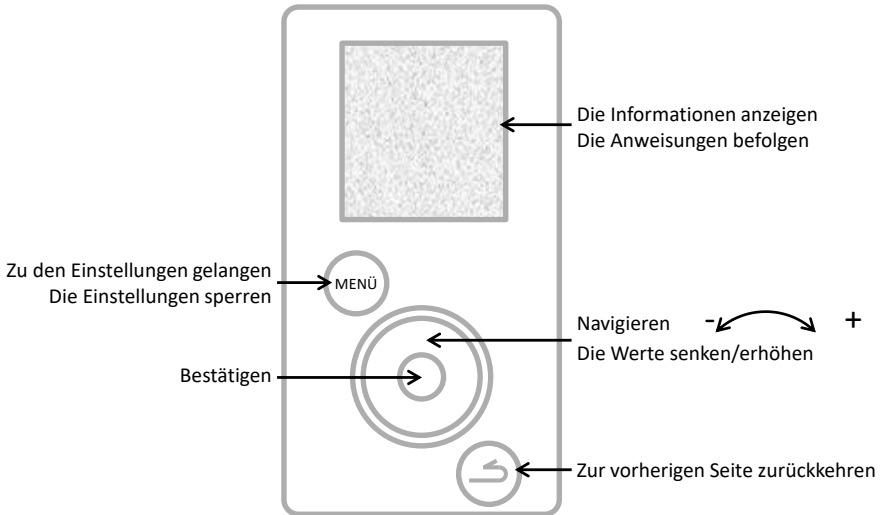 Die Informationen anzeigen
Die Anweisungen befolgen
Zu den Einstellungen gelangen
Die Einstellungen sperren
MENÜ
Navigieren - +
Die Werte senken/erhöhen
Bestätigen
Zur vorherigen Seite zurückkehren